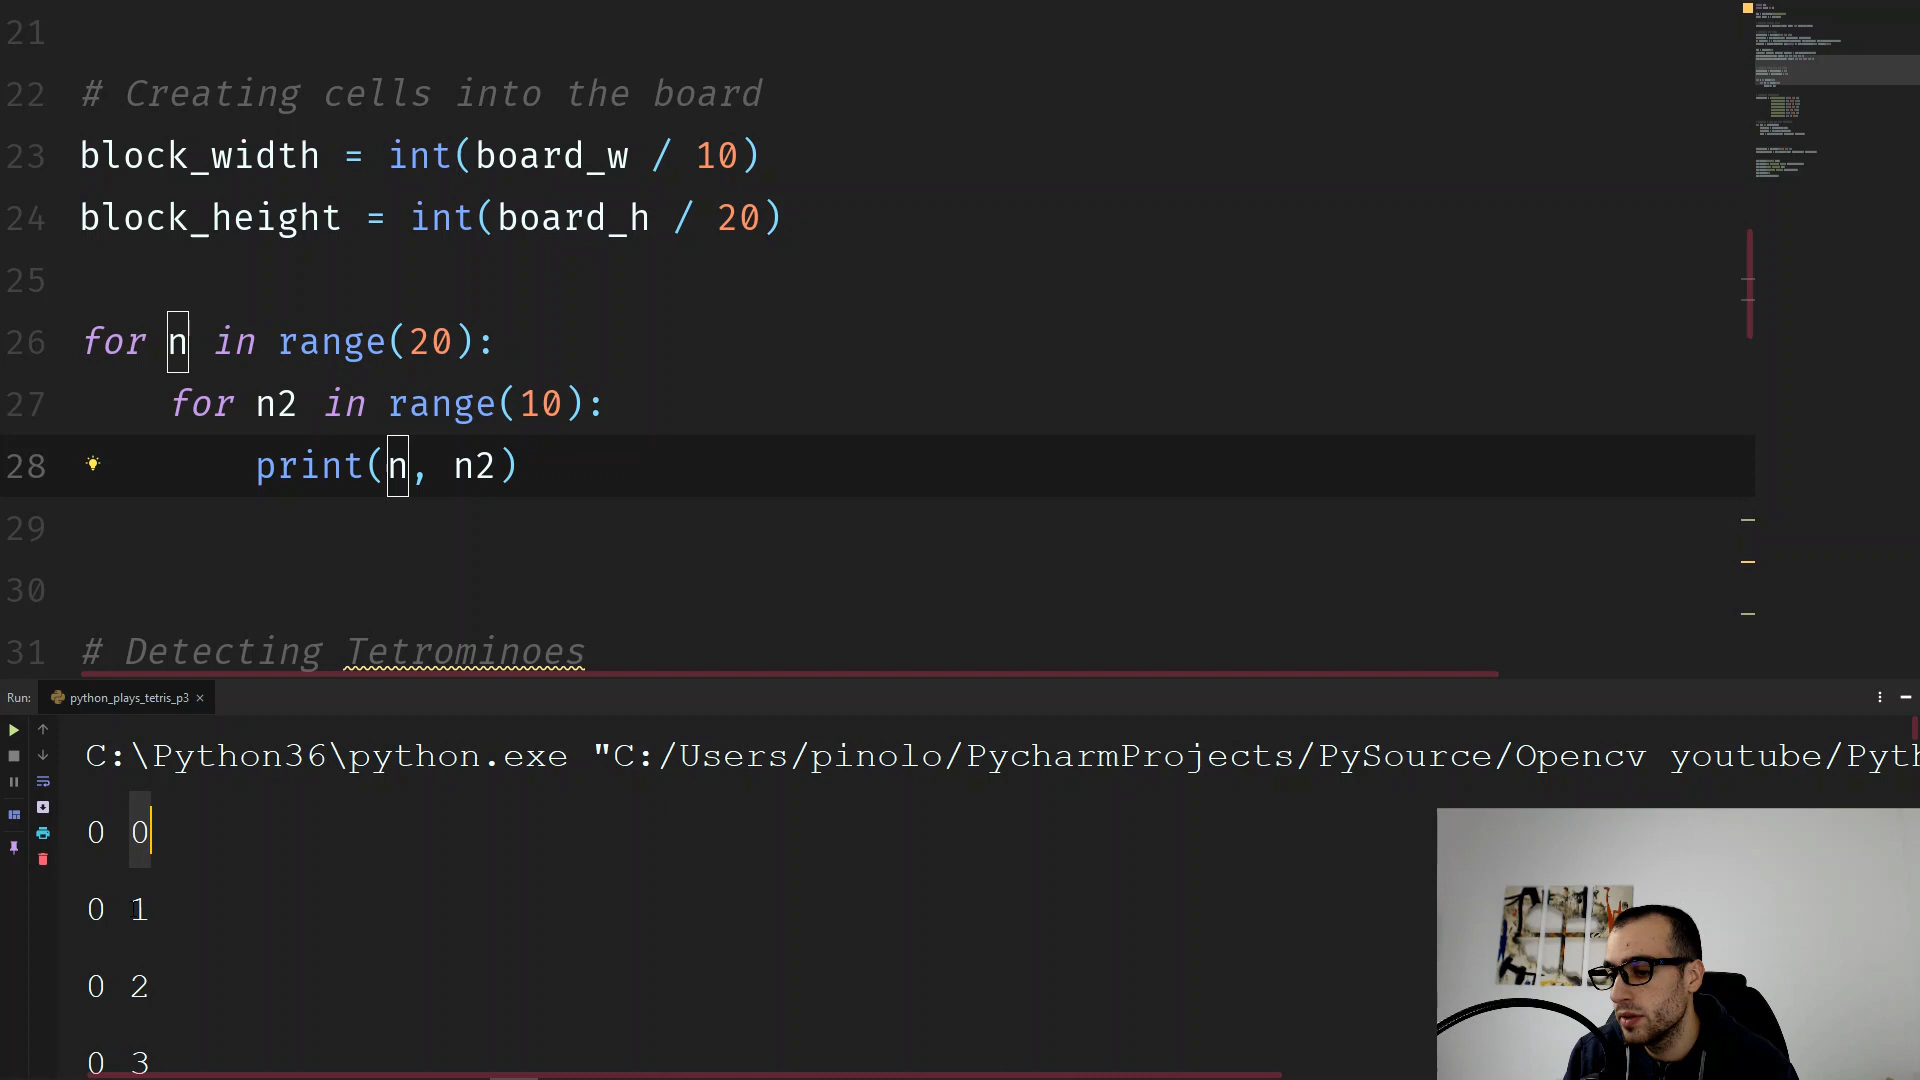 21
22 # Creating cells into the board
23 block_width = int(board_w / 10)
24 block_height = int(board_h / 20)
25
26 for n in range(20):
27 for n2 in range(10):
28 print(n, n2)
29
30
31 # Detecting Tetrominoes
Run: python_plays_tetris_p3 ×
C:\Python36\python.exe "C:/Users/pinolo/PycharmProjects/PySource/Opencv youtube/Pyth
0 0
0 1
0 2
0 3